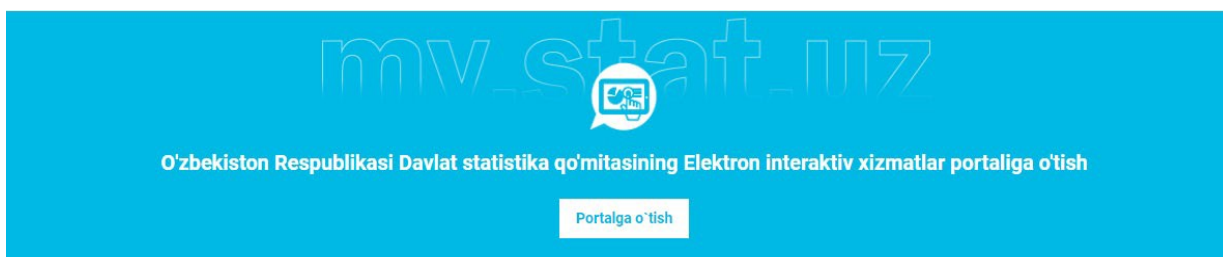 my.stat.uz
O'zbekiston Respublikasi Davlat statistika qo'mitasining Elektron interaktiv xizmatlar portaliga o'tish
Portalga o`tish